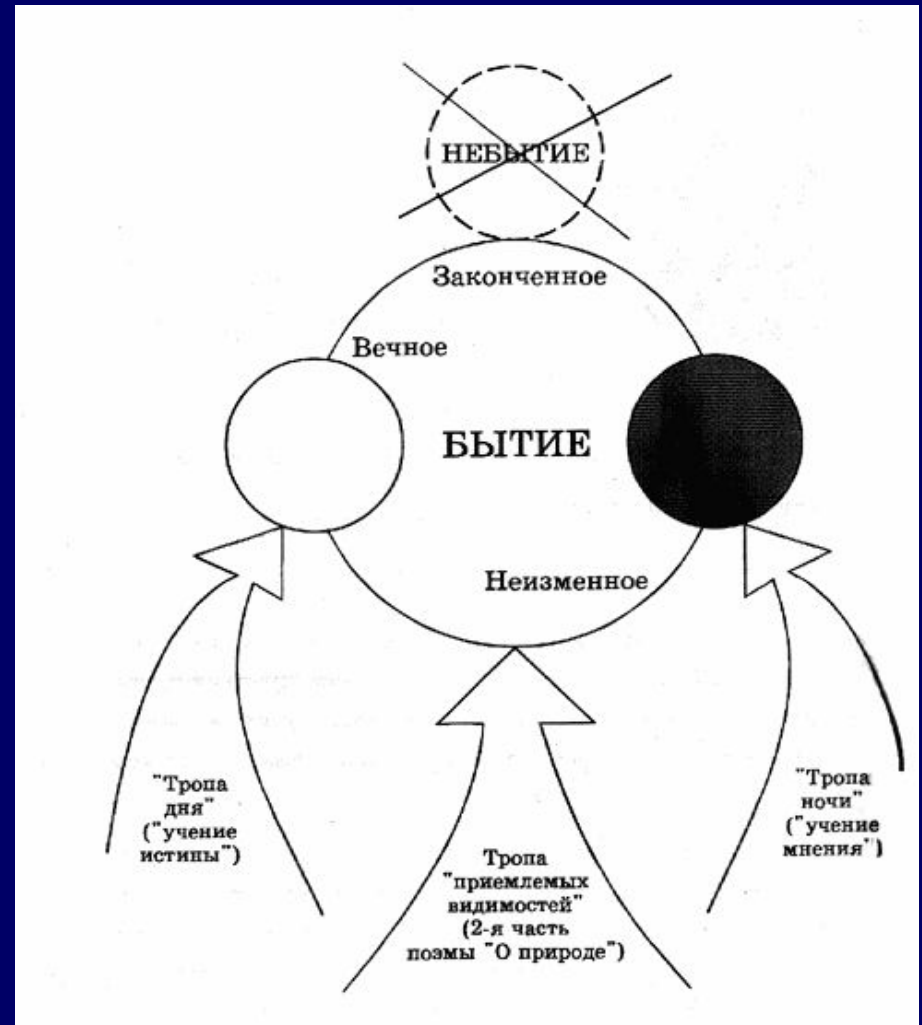 НЕБЫТИЕ
Законченное
Вечное
БЫТИЕ
Неизменное
"Тропа
дня"
("учение
истины")
Тропа
"приемлемых
видимостей"
(2-я часть
поэмы "О природе")
"Тропа
ночи"
("учение
мнения")